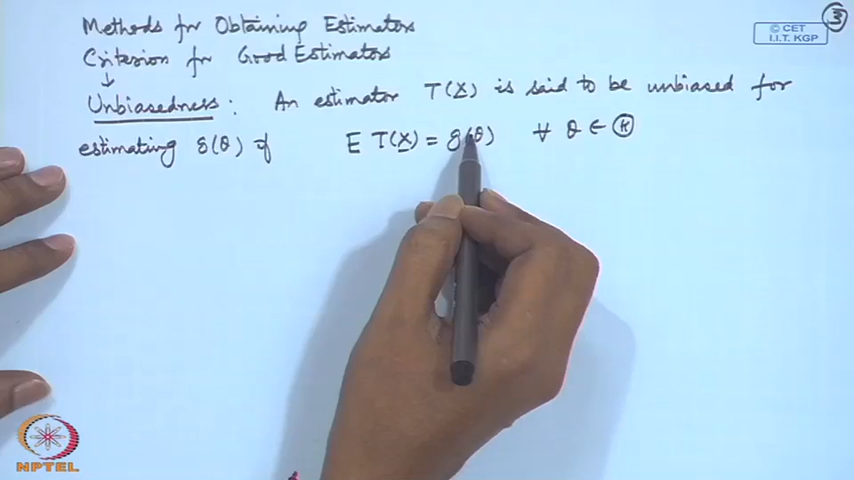 Methods for Obtaining Estimators
Criterion for Good Estimators
↓
Unbiasedness : An estimator T(X) is said to be unbiased for
estimating g(θ) if E T(X) = g(θ) ∀ θ ∈ Ⓗ
3
© CET
I.I.T. KGP
NPTEL